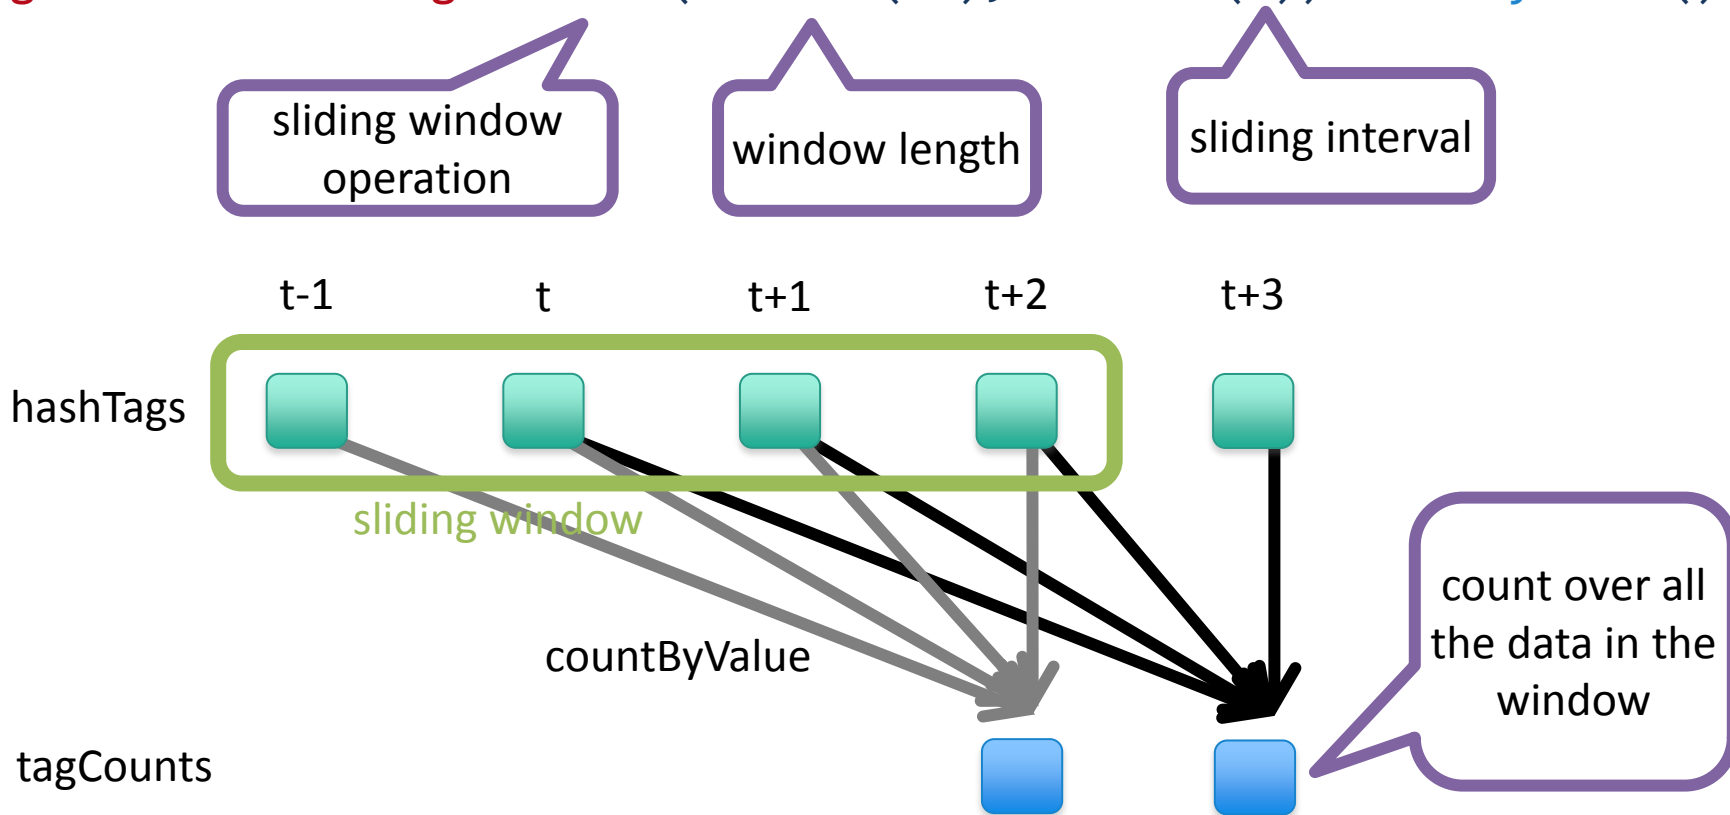 sliding window
operation
window length
sliding interval
t-1 t t+1 t+2 t+3
hashTags
sliding window
count over all
the data in the
window
countByValue
tagCounts